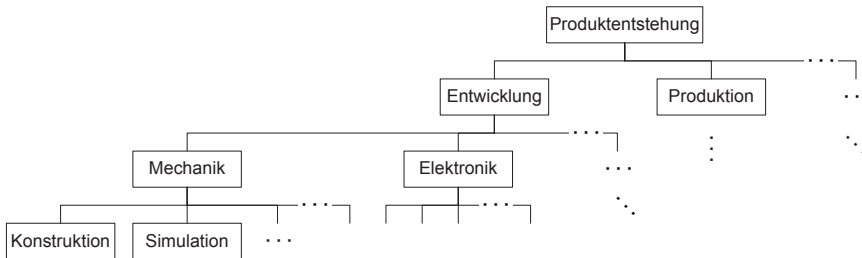 Produktentstehung
Entwicklung
Produktion
Mechanik
Elektronik
Konstruktion
Simulation